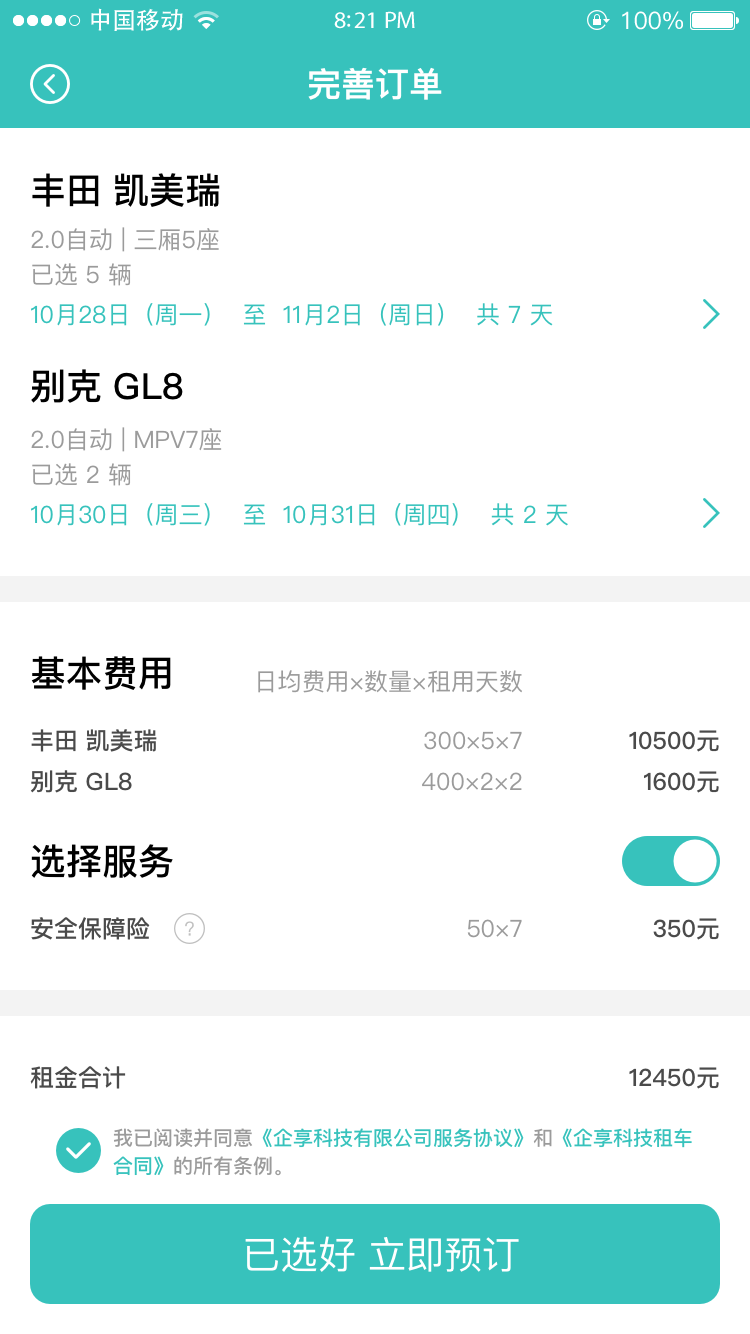 中国移动 8:21 PM 100%
完善订单
丰田 凯美瑞
2.0自动 | 三厢5座
已选 5 辆
10月28日（周一） 至 11月2日（周日） 共 7 天
别克 GL8
2.0自动 | MPV7座
已选 2 辆
10月30日（周三） 至 10月31日（周四） 共 2 天
基本费用 日均费用×数量×租用天数
丰田 凯美瑞 300×5×7 10500元
别克 GL8 400×2×2 1600元
选择服务
安全保障险 ? 50×7 350元
租金合计 12450元
我已阅读并同意《企享科技有限公司服务协议》和《企享科技租车
合同》的所有条例。
已选好 立即预订